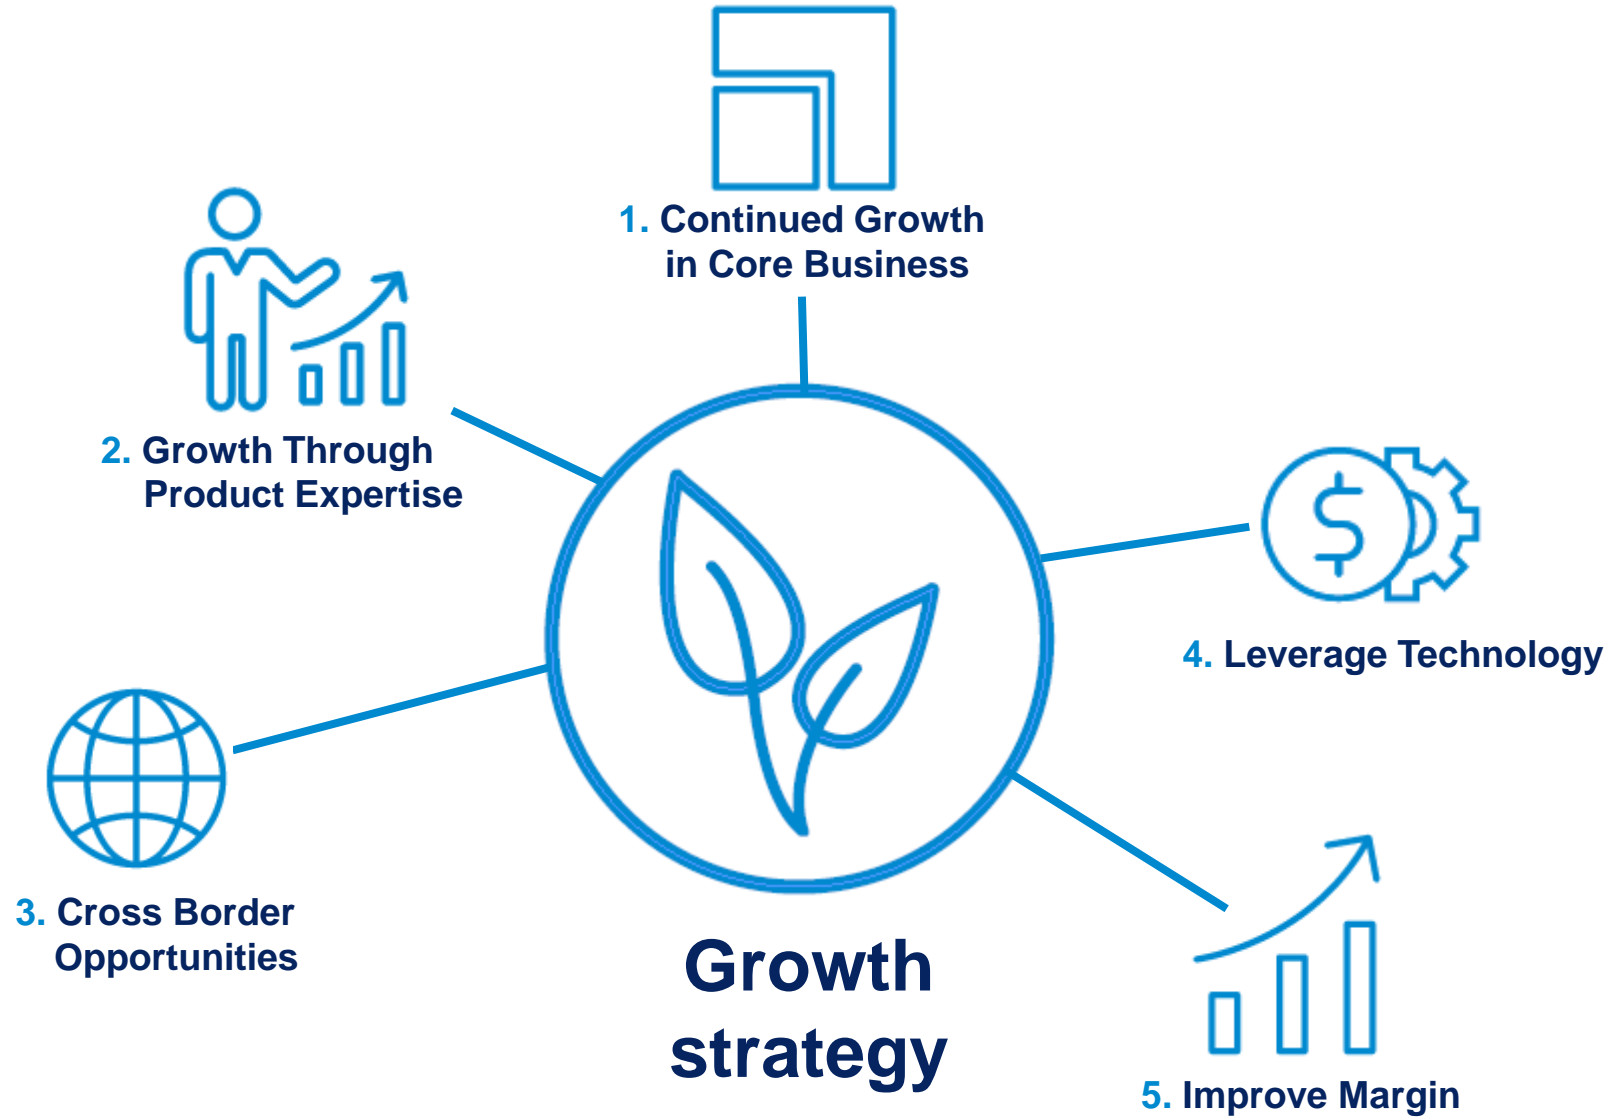 1. Continued Growth
in Core Business
2. Growth Through
Product Expertise
3. Cross Border
Opportunities
4. Leverage Technology
5. Improve Margin
Growth
strategy
$